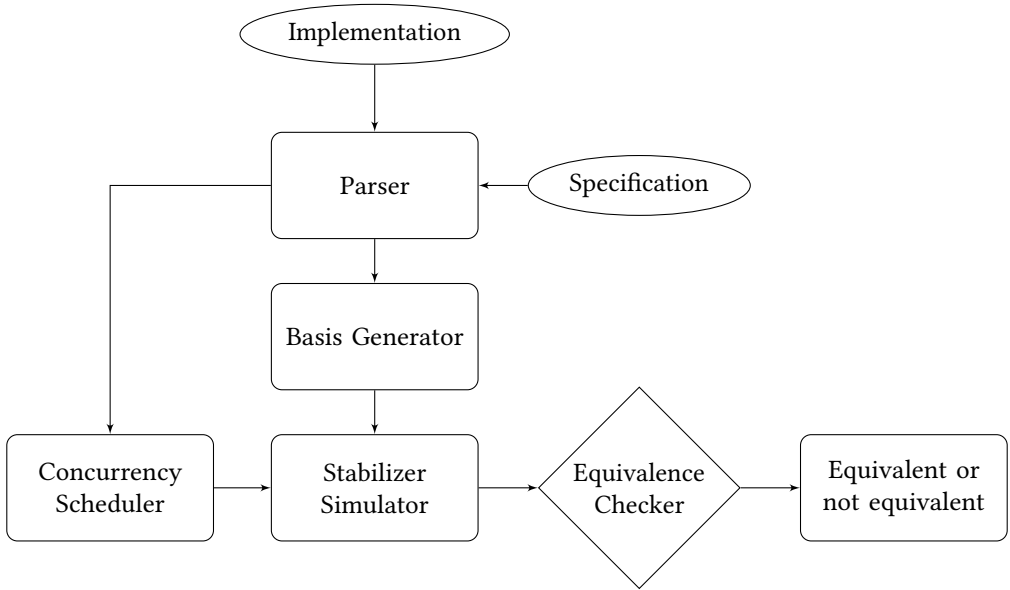 Implementation
Parser
Specification
Basis Generator
Concurrency
Scheduler
Stabilizer
Simulator
Equivalence
Checker
Equivalent or
not equivalent